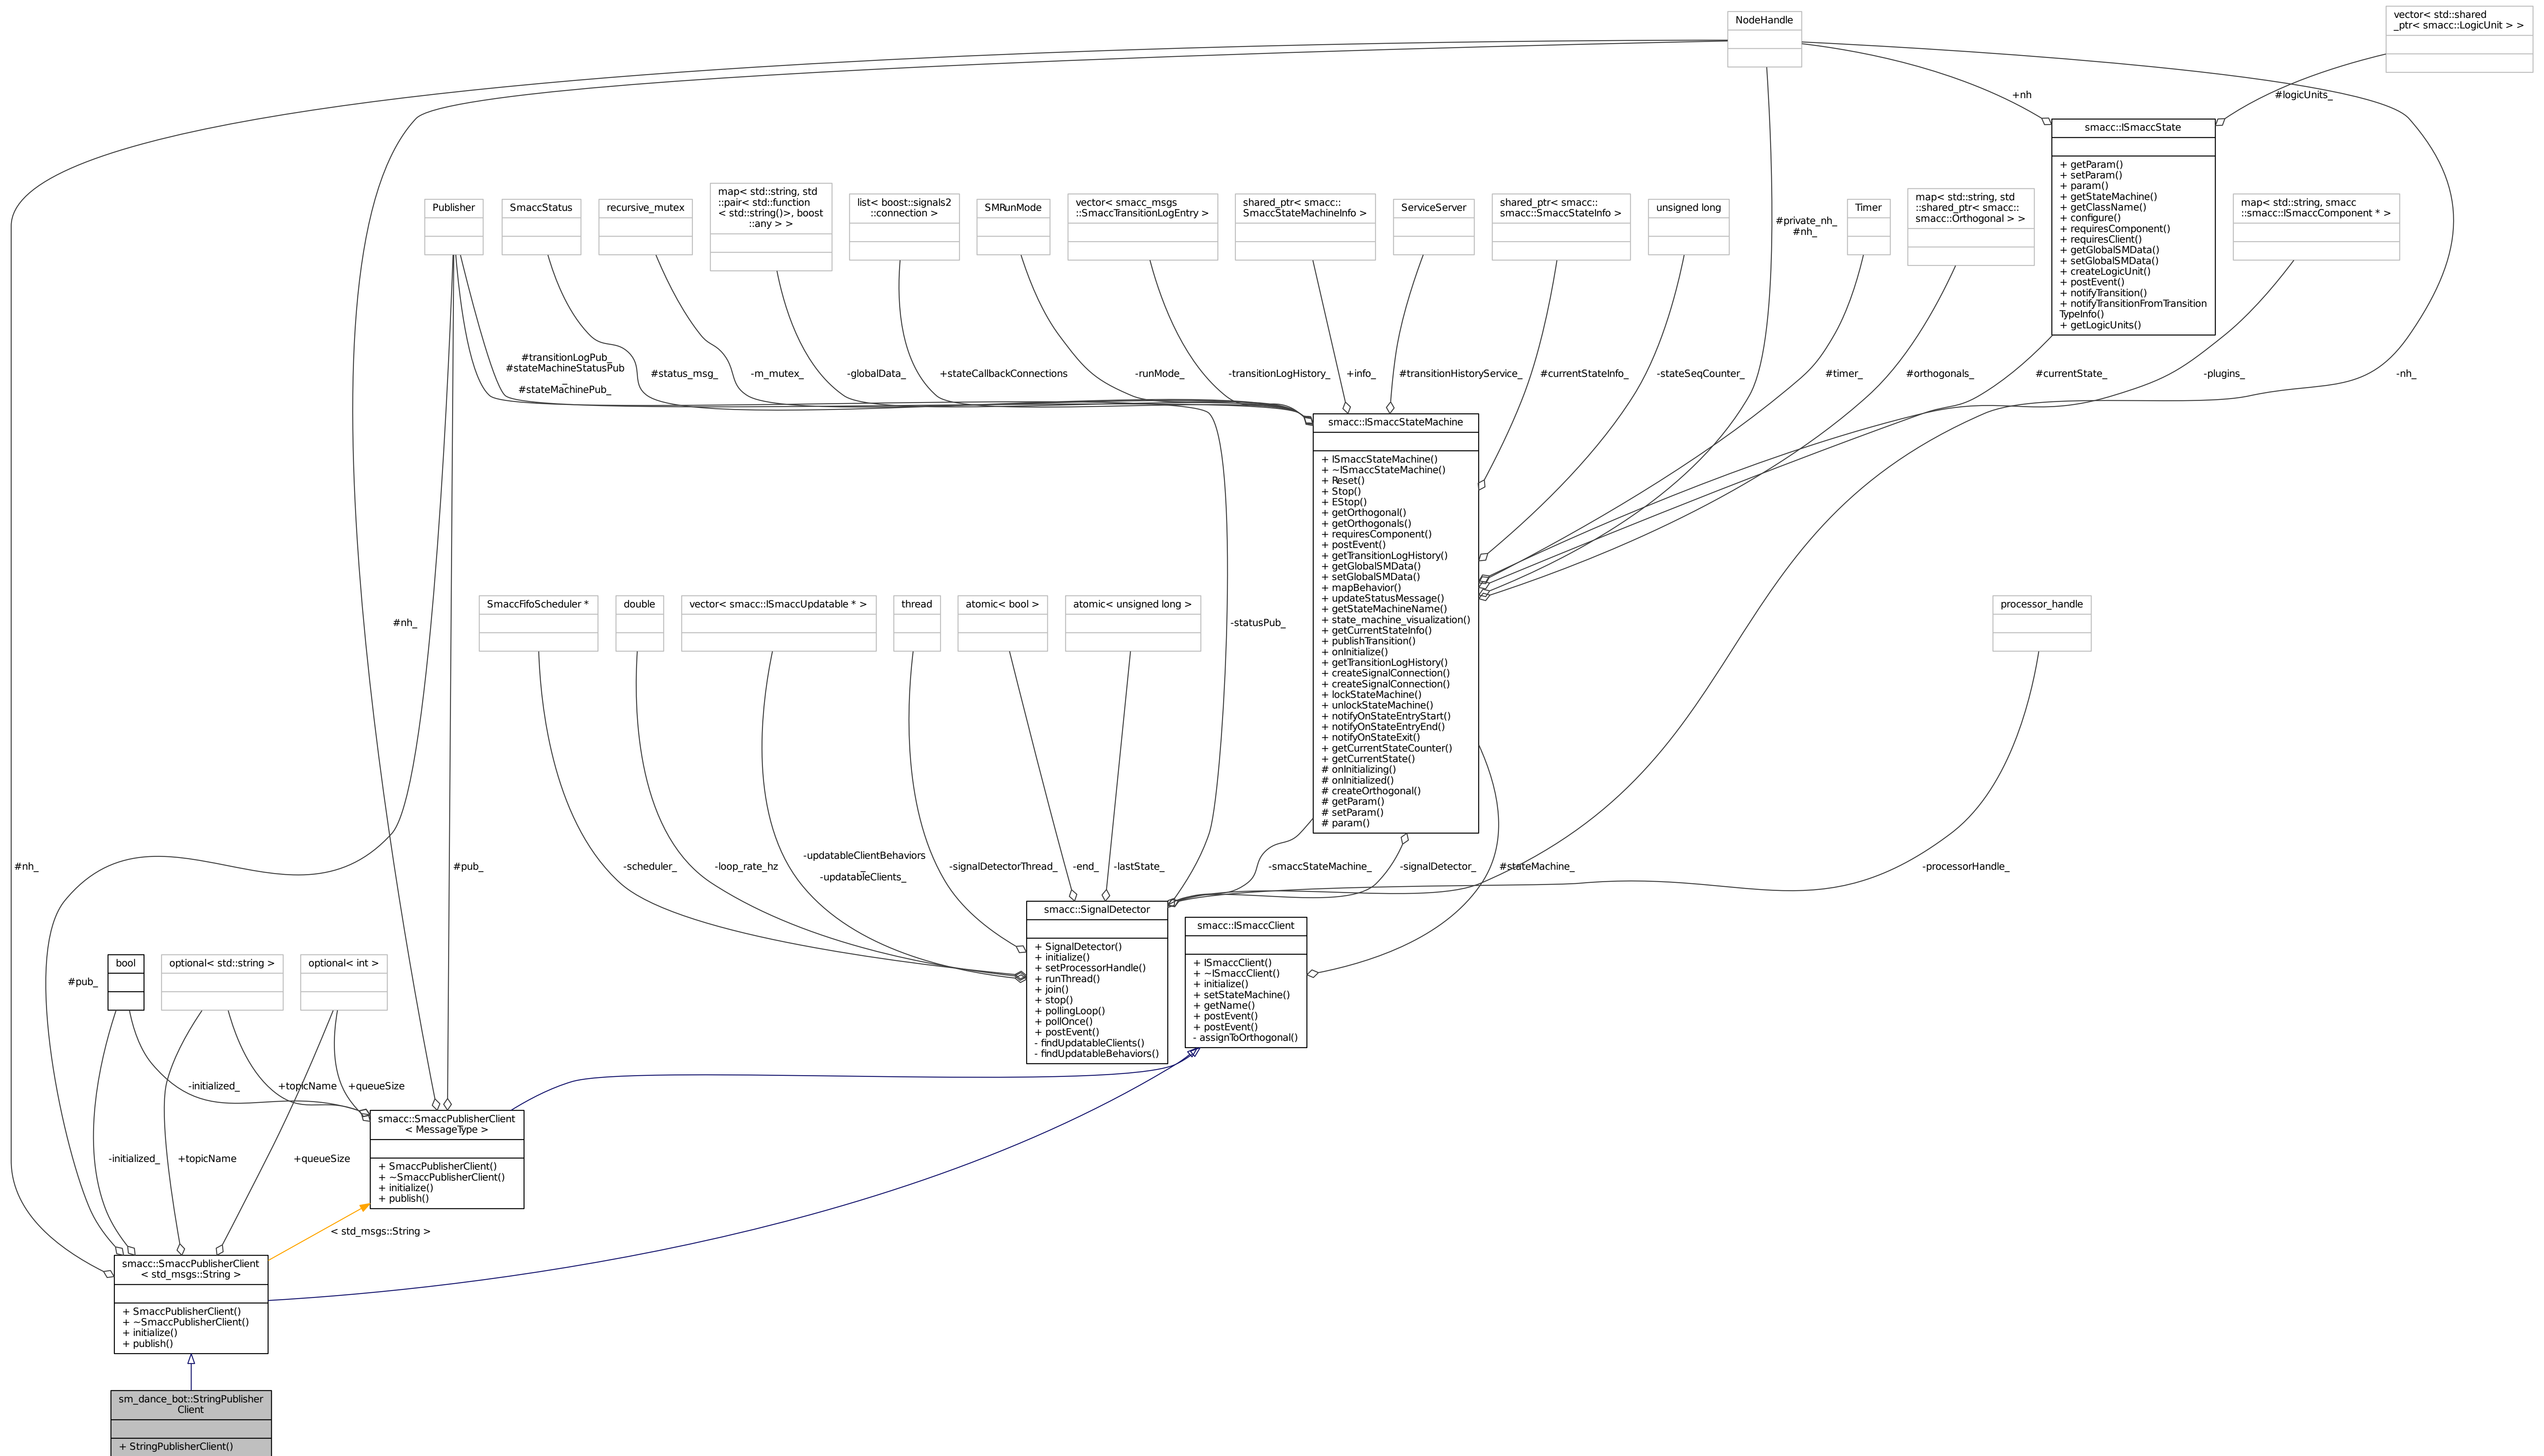 NodeHandle
vector< std::shared
_ptr< smacc::LogicUnit > >
+nh
#logicUnits_
smacc::ISmaccState
+ getParam()
+ setParam()
+ param()
+ getStateMachine()
+ getClassName()
+ configure()
+ requiresComponent()
+ requiresClient()
+ getGlobalSMData()
+ setGlobalSMData()
+ createLogicUnit()
+ postEvent()
+ notifyTransition()
+ notifyTransitionFromTransition
TypeInfo()
+ getLogicUnits()
Publisher
SmaccStatus
recursive_mutex
map< std::string, std
::pair< std::function
< std::string()>, boost
::any > >
list< boost::signals2
::connection >
SMRunMode
vector< smacc_msgs
::SmaccTransitionLogEntry >
shared_ptr< smacc::
SmaccStateMachineInfo >
ServiceServer
shared_ptr< smacc::
smacc::SmaccStateInfo >
unsigned long
#private_nh_
#nh_
Timer
map< std::string, std
::shared_ptr< smacc::
smacc::Orthogonal > >
map< std::string, smacc
::smacc::ISmaccComponent * >
#transitionLogPub_
#stateMachineStatusPub
_
#stateMachinePub_
#status_msg_
-m_mutex_
-globalData_
+stateCallbackConnections
-runMode_
-transitionLogHistory_
+info_
#transitionHistoryService_
#currentStateInfo_
-stateSeqCounter_
#timer_
#orthogonals_
#currentState_
-plugins_
-nh_
smacc::ISmaccStateMachine
+ ISmaccStateMachine()
+ ~ISmaccStateMachine()
+ Reset()
+ Stop()
+ EStop()
+ getOrthogonal()
+ getOrthogonals()
+ requiresComponent()
+ postEvent()
+ getTransitionLogHistory()
+ getGlobalSMData()
+ setGlobalSMData()
+ mapBehavior()
+ updateStatusMessage()
+ getStateMachineName()
+ state_machine_visualization()
+ getCurrentStateInfo()
+ publishTransition()
+ onInitialize()
+ getTransitionLogHistory()
+ createSignalConnection()
+ createSignalConnection()
+ lockStateMachine()
+ unlockStateMachine()
+ notifyOnStateEntryStart()
+ notifyOnStateEntryEnd()
+ notifyOnStateExit()
+ getCurrentStateCounter()
+ getCurrentState()
# onInitializing()
# onInitialized()
# createOrthogonal()
# getParam()
# setParam()
# param()
SmaccFifoScheduler *
double
vector< smacc::ISmaccUpdatable * >
thread
atomic< bool >
atomic< unsigned long >
processor_handle
#nh_
-statusPub_
#nh_
#pub_
-scheduler_
-loop_rate_hz
-updatableClientBehaviors
_
-updatableClients_
-signalDetectorThread_
-end_
-lastState_
-smaccStateMachine_
-signalDetector_
#stateMachine_
-processorHandle_
smacc::SignalDetector
+ SignalDetector()
+ initialize()
+ setProcessorHandle()
+ runThread()
+ join()
+ stop()
+ pollingLoop()
+ pollOnce()
+ postEvent()
- findUpdatableClients()
- findUpdatableBehaviors()
smacc::ISmaccClient
+ ISmaccClient()
+ ~ISmaccClient()
+ initialize()
+ setStateMachine()
+ getName()
+ postEvent()
+ postEvent()
- assignToOrthogonal()
#pub_
bool
optional< std::string >
optional< int >
-initialized_
+topicName
+queueSize
smacc::SmaccPublisherClient
< MessageType >
+ SmaccPublisherClient()
+ ~SmaccPublisherClient()
+ initialize()
+ publish()
-initialized_
+topicName
+queueSize
< std_msgs::String >
smacc::SmaccPublisherClient
< std_msgs::String >
+ SmaccPublisherClient()
+ ~SmaccPublisherClient()
+ initialize()
+ publish()
sm_dance_bot::StringPublisher
Client
+ StringPublisherClient()